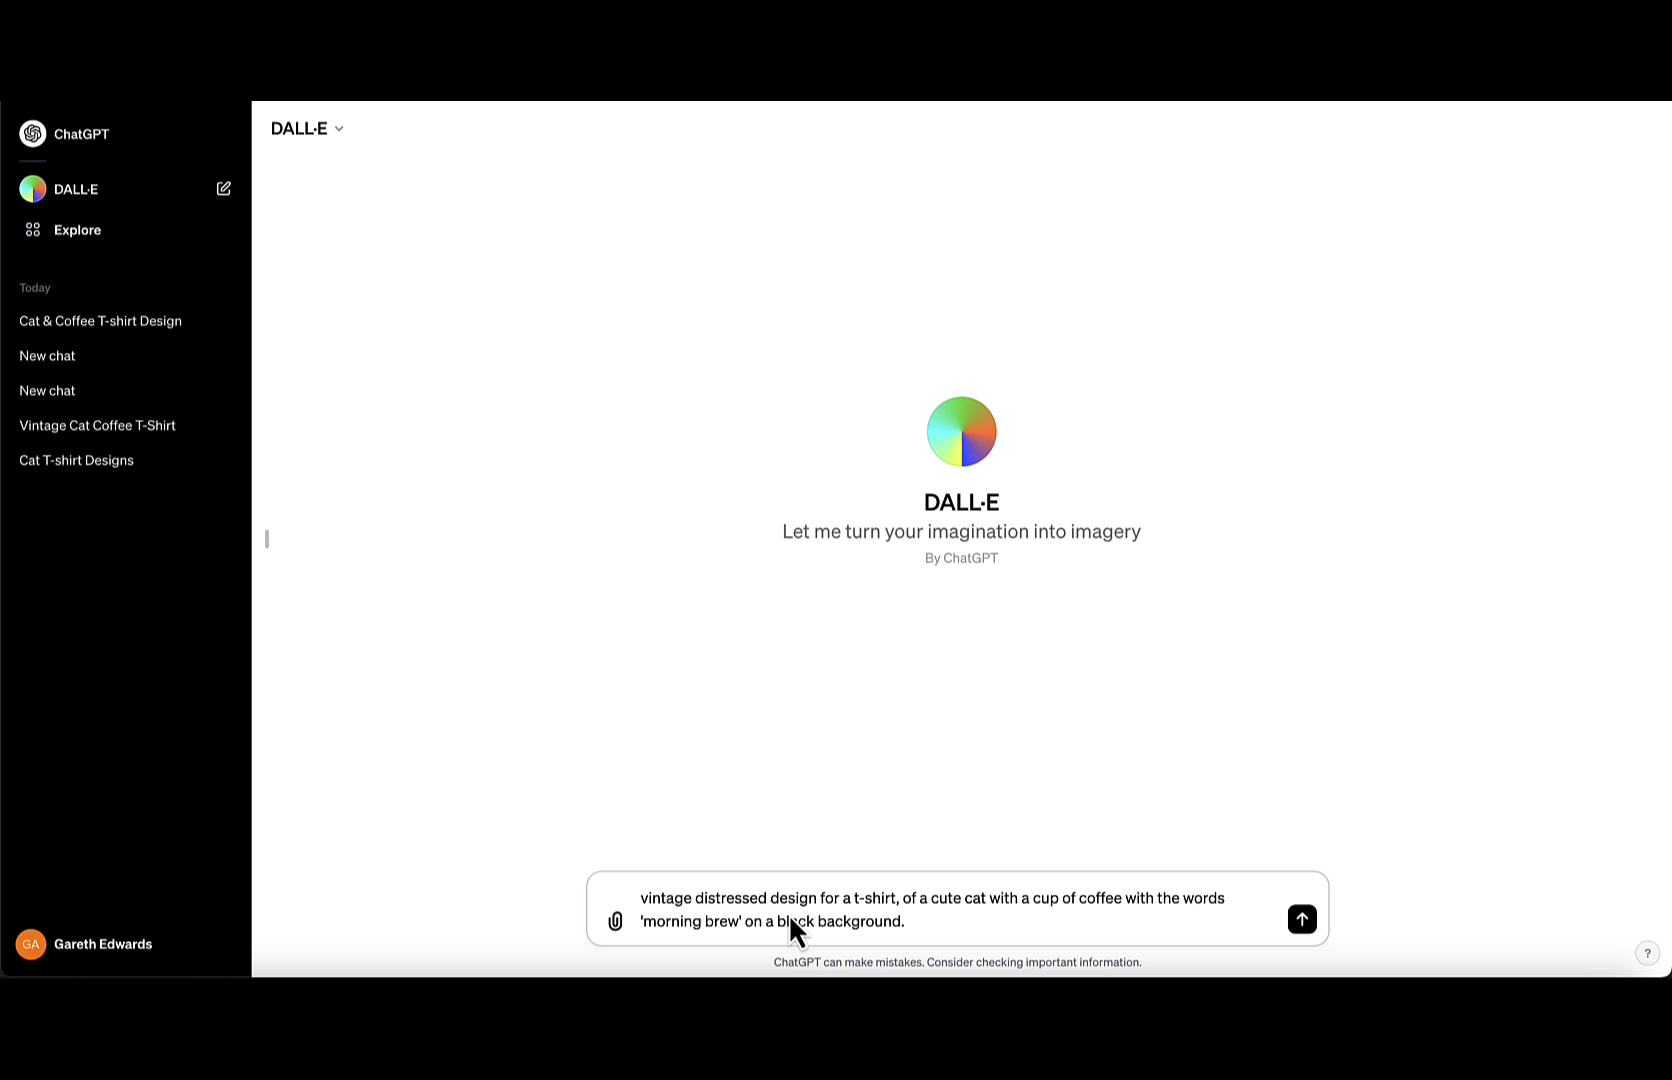 ChatGPT
DALL·E
Explore
Today
Cat & Coffee T-shirt Design
New chat
New chat
Vintage Cat Coffee T-Shirt
Cat T-shirt Designs
GA
Gareth Edwards
DALL·E
DALL·E
Let me turn your imagination into imagery
By ChatGPT
vintage distressed design for a t-shirt, of a cute cat with a cup of coffee with the words
'morning brew' on a black background.
ChatGPT can make mistakes. Consider checking important information.
?